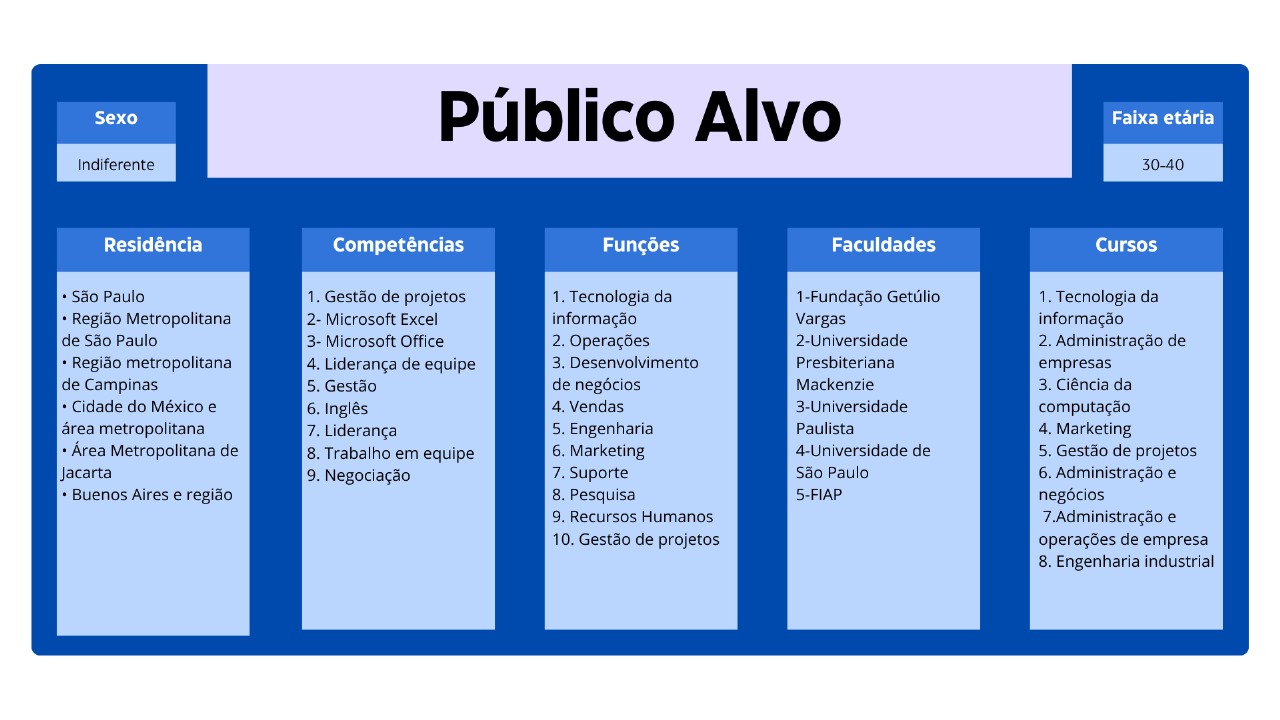 Público Alvo
Sexo
Indiferente
Faixa etária
30-40
Residência
• São Paulo
• Região Metropolitana
de São Paulo
• Região metropolitana
de Campinas
• Cidade do México e
área metropolitana
• Área Metropolitana de
Jacarta
• Buenos Aires e região
Competências
1. Gestão de projetos
2- Microsoft Excel
3- Microsoft Office
4. Liderança de equipe
5. Gestão
6. Inglês
7. Liderança
8. Trabalho em equipe
9. Negociação
Funções
1. Tecnologia da
informação
2. Operações
3. Desenvolvimento
de negócios
4. Vendas
5. Engenharia
6. Marketing
7. Suporte
8. Pesquisa
9. Recursos Humanos
10. Gestão de projetos
Faculdades
1-Fundação Getúlio
Vargas
2-Universidade
Presbiteriana
Mackenzie
3-Universidade
Paulista
4-Universidade de
São Paulo
5-FIAP
Cursos
1. Tecnologia da
informação
2. Administração de
empresas
3. Ciência da
computação
4. Marketing
5. Gestão de projetos
6. Administração e
negócios
7.Administração e
operações de empresa
8. Engenharia industrial